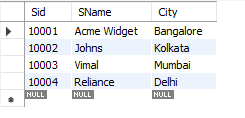 Sid SName City
10001 Acme Widget Bangalore
10002 Johns Kolkata
10003 Vimal Mumbai
10004 Reliance Delhi
NULL NULL NULL